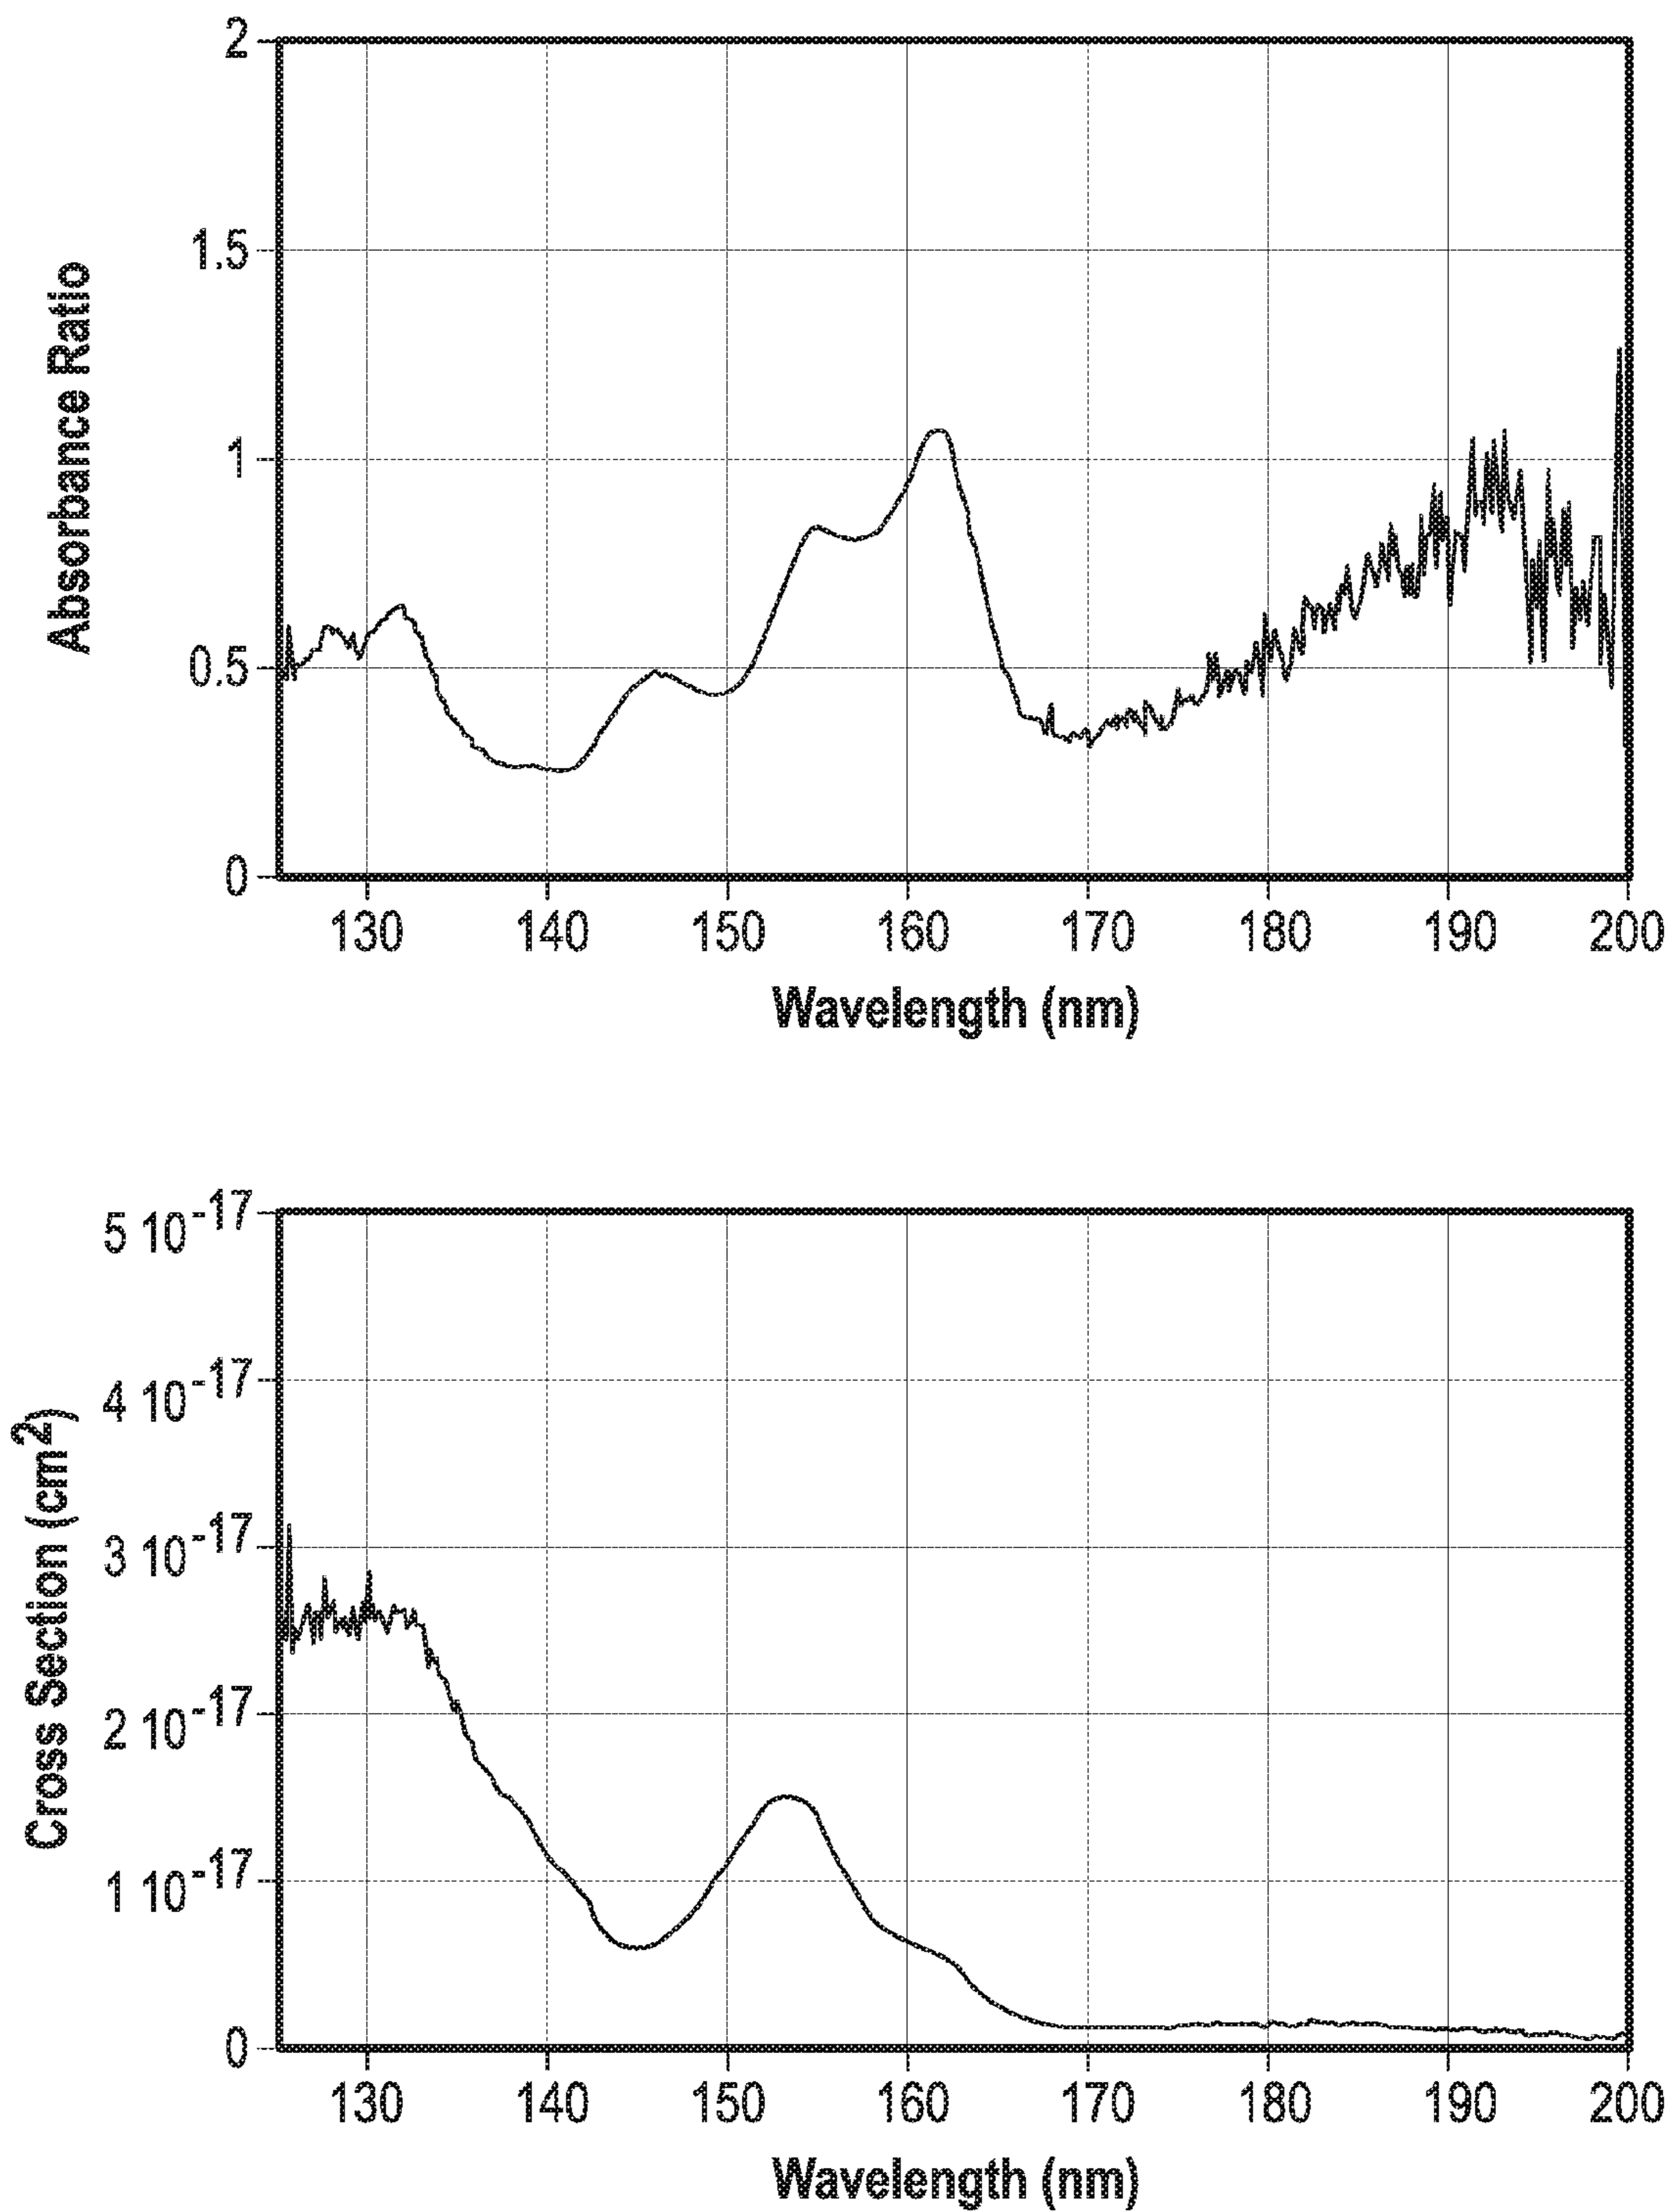 Absorbance Ratio
2
1.5
1
0.5
0
130 140 150 160 170 180 190 200
Wavelength (nm)
Cross Section (cm²)
5 10⁻¹⁷
4 10⁻¹⁷
3 10⁻¹⁷
2 10⁻¹⁷
1 10⁻¹⁷
0
130 140 150 160 170 180 190 200
Wavelength (nm)